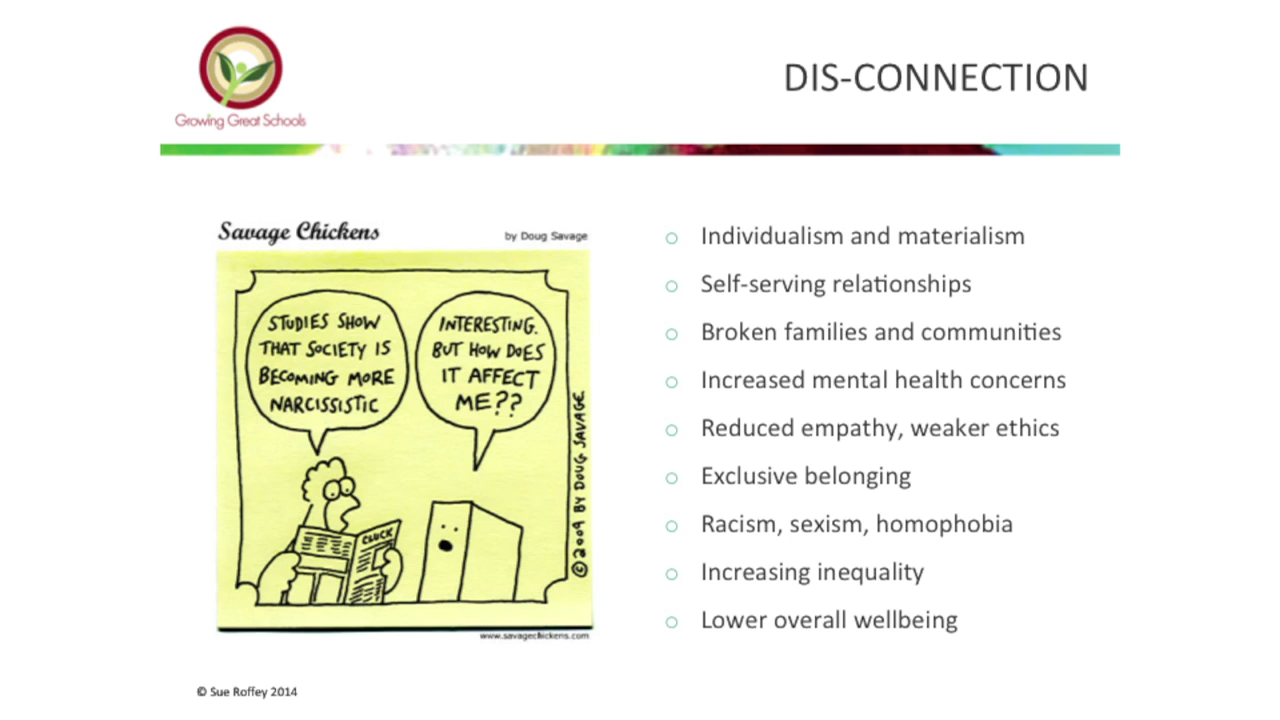 Growing Great Schools
DIS-CONNECTION
Savage Chickens
by Doug Savage
STUDIES SHOW
THAT SOCIETY IS
BECOMING MORE
NARCISSISTIC
INTERESTING.
BUT HOW DOES
IT AFFECT
ME??
CLUCK
© 2009 BY DOUG SAVAGE
www.savagechickens.com
Individualism and materialism
Self-serving relationships
Broken families and communities
Increased mental health concerns
Reduced empathy, weaker ethics
Exclusive belonging
Racism, sexism, homophobia
Increasing inequality
Lower overall wellbeing
© Sue Roffey 2014